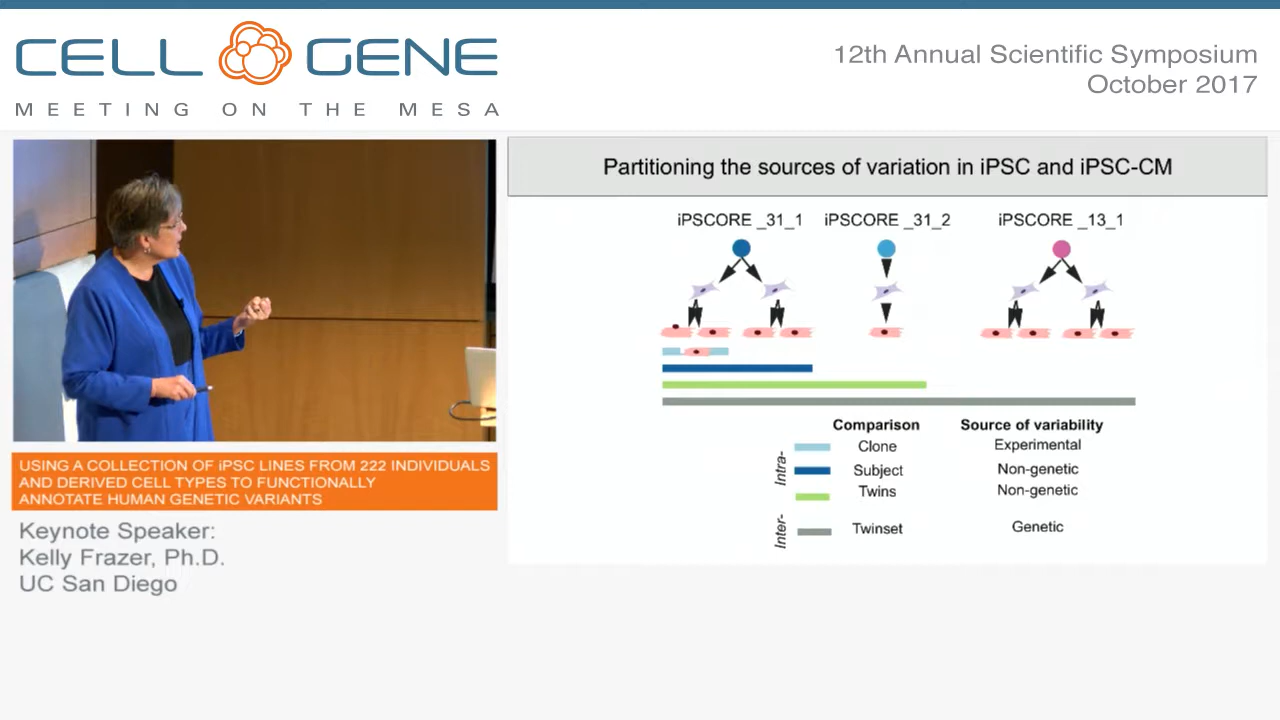 CELL GENE
MEETING ON THE MESA
12th Annual Scientific Symposium
October 2017
Partitioning the sources of variation in iPSC and iPSC-CM
iPSCORE _31_1 iPSCORE _31_2 iPSCORE _13_1
Comparison Source of variability
Intra-
Clone Experimental
Subject Non-genetic
Twins Non-genetic
Inter-
Twinset Genetic
USING A COLLECTION OF iPSC LINES FROM 222 INDIVIDUALS
AND DERIVED CELL TYPES TO FUNCTIONALLY
ANNOTATE HUMAN GENETIC VARIANTS
Keynote Speaker:
Kelly Frazer, Ph.D.
UC San Diego